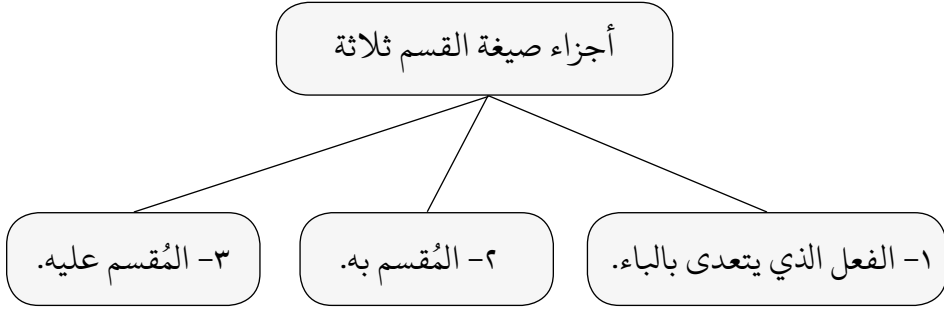 أجزاء صيغة القسم ثلاثة
١- الفعل الذي يتعدى بالباء.
٢- المُقسم به.
٣- المُقسم عليه.